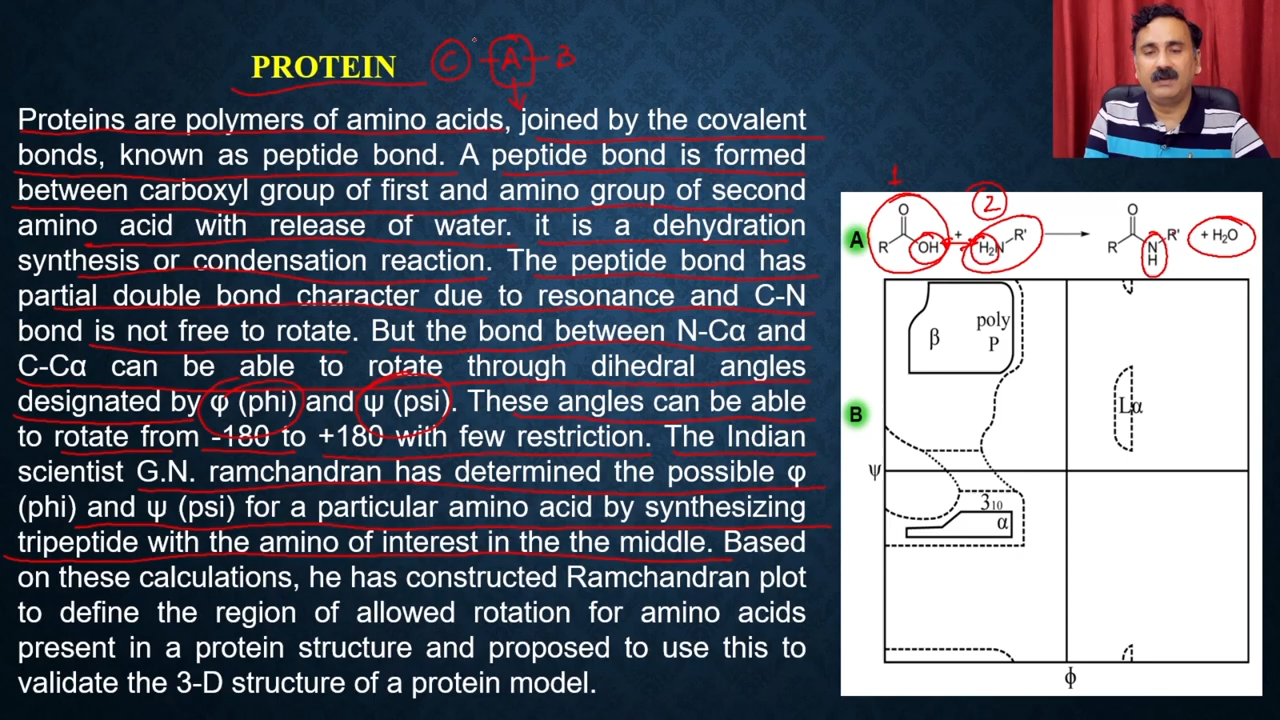 PROTEIN C - A - B
Proteins are polymers of amino acids, joined by the covalent
bonds, known as peptide bond. A peptide bond is formed
between carboxyl group of first and amino group of second
amino acid with release of water. it is a dehydration
synthesis or condensation reaction. The peptide bond has
partial double bond character due to resonance and C-N
bond is not free to rotate. But the bond between N-Cα and
C-Cα can be able to rotate through dihedral angles
designated by φ (phi) and ψ (psi). These angles can be able
to rotate from -180 to +180 with few restriction. The Indian
scientist G.N. ramchandran has determined the possible φ
(phi) and ψ (psi) for a particular amino acid by synthesizing
tripeptide with the amino of interest in the the middle. Based
on these calculations, he has constructed Ramchandran plot
to define the region of allowed rotation for amino acids
present in a protein structure and proposed to use this to
validate the 3-D structure of a protein model.
1
2
A
O
R
OH
+
H₂N
R'
O
R
N
H
R'
+ H₂O
B
β
poly
P
Lα
ψ
3₁₀
α
ϕ